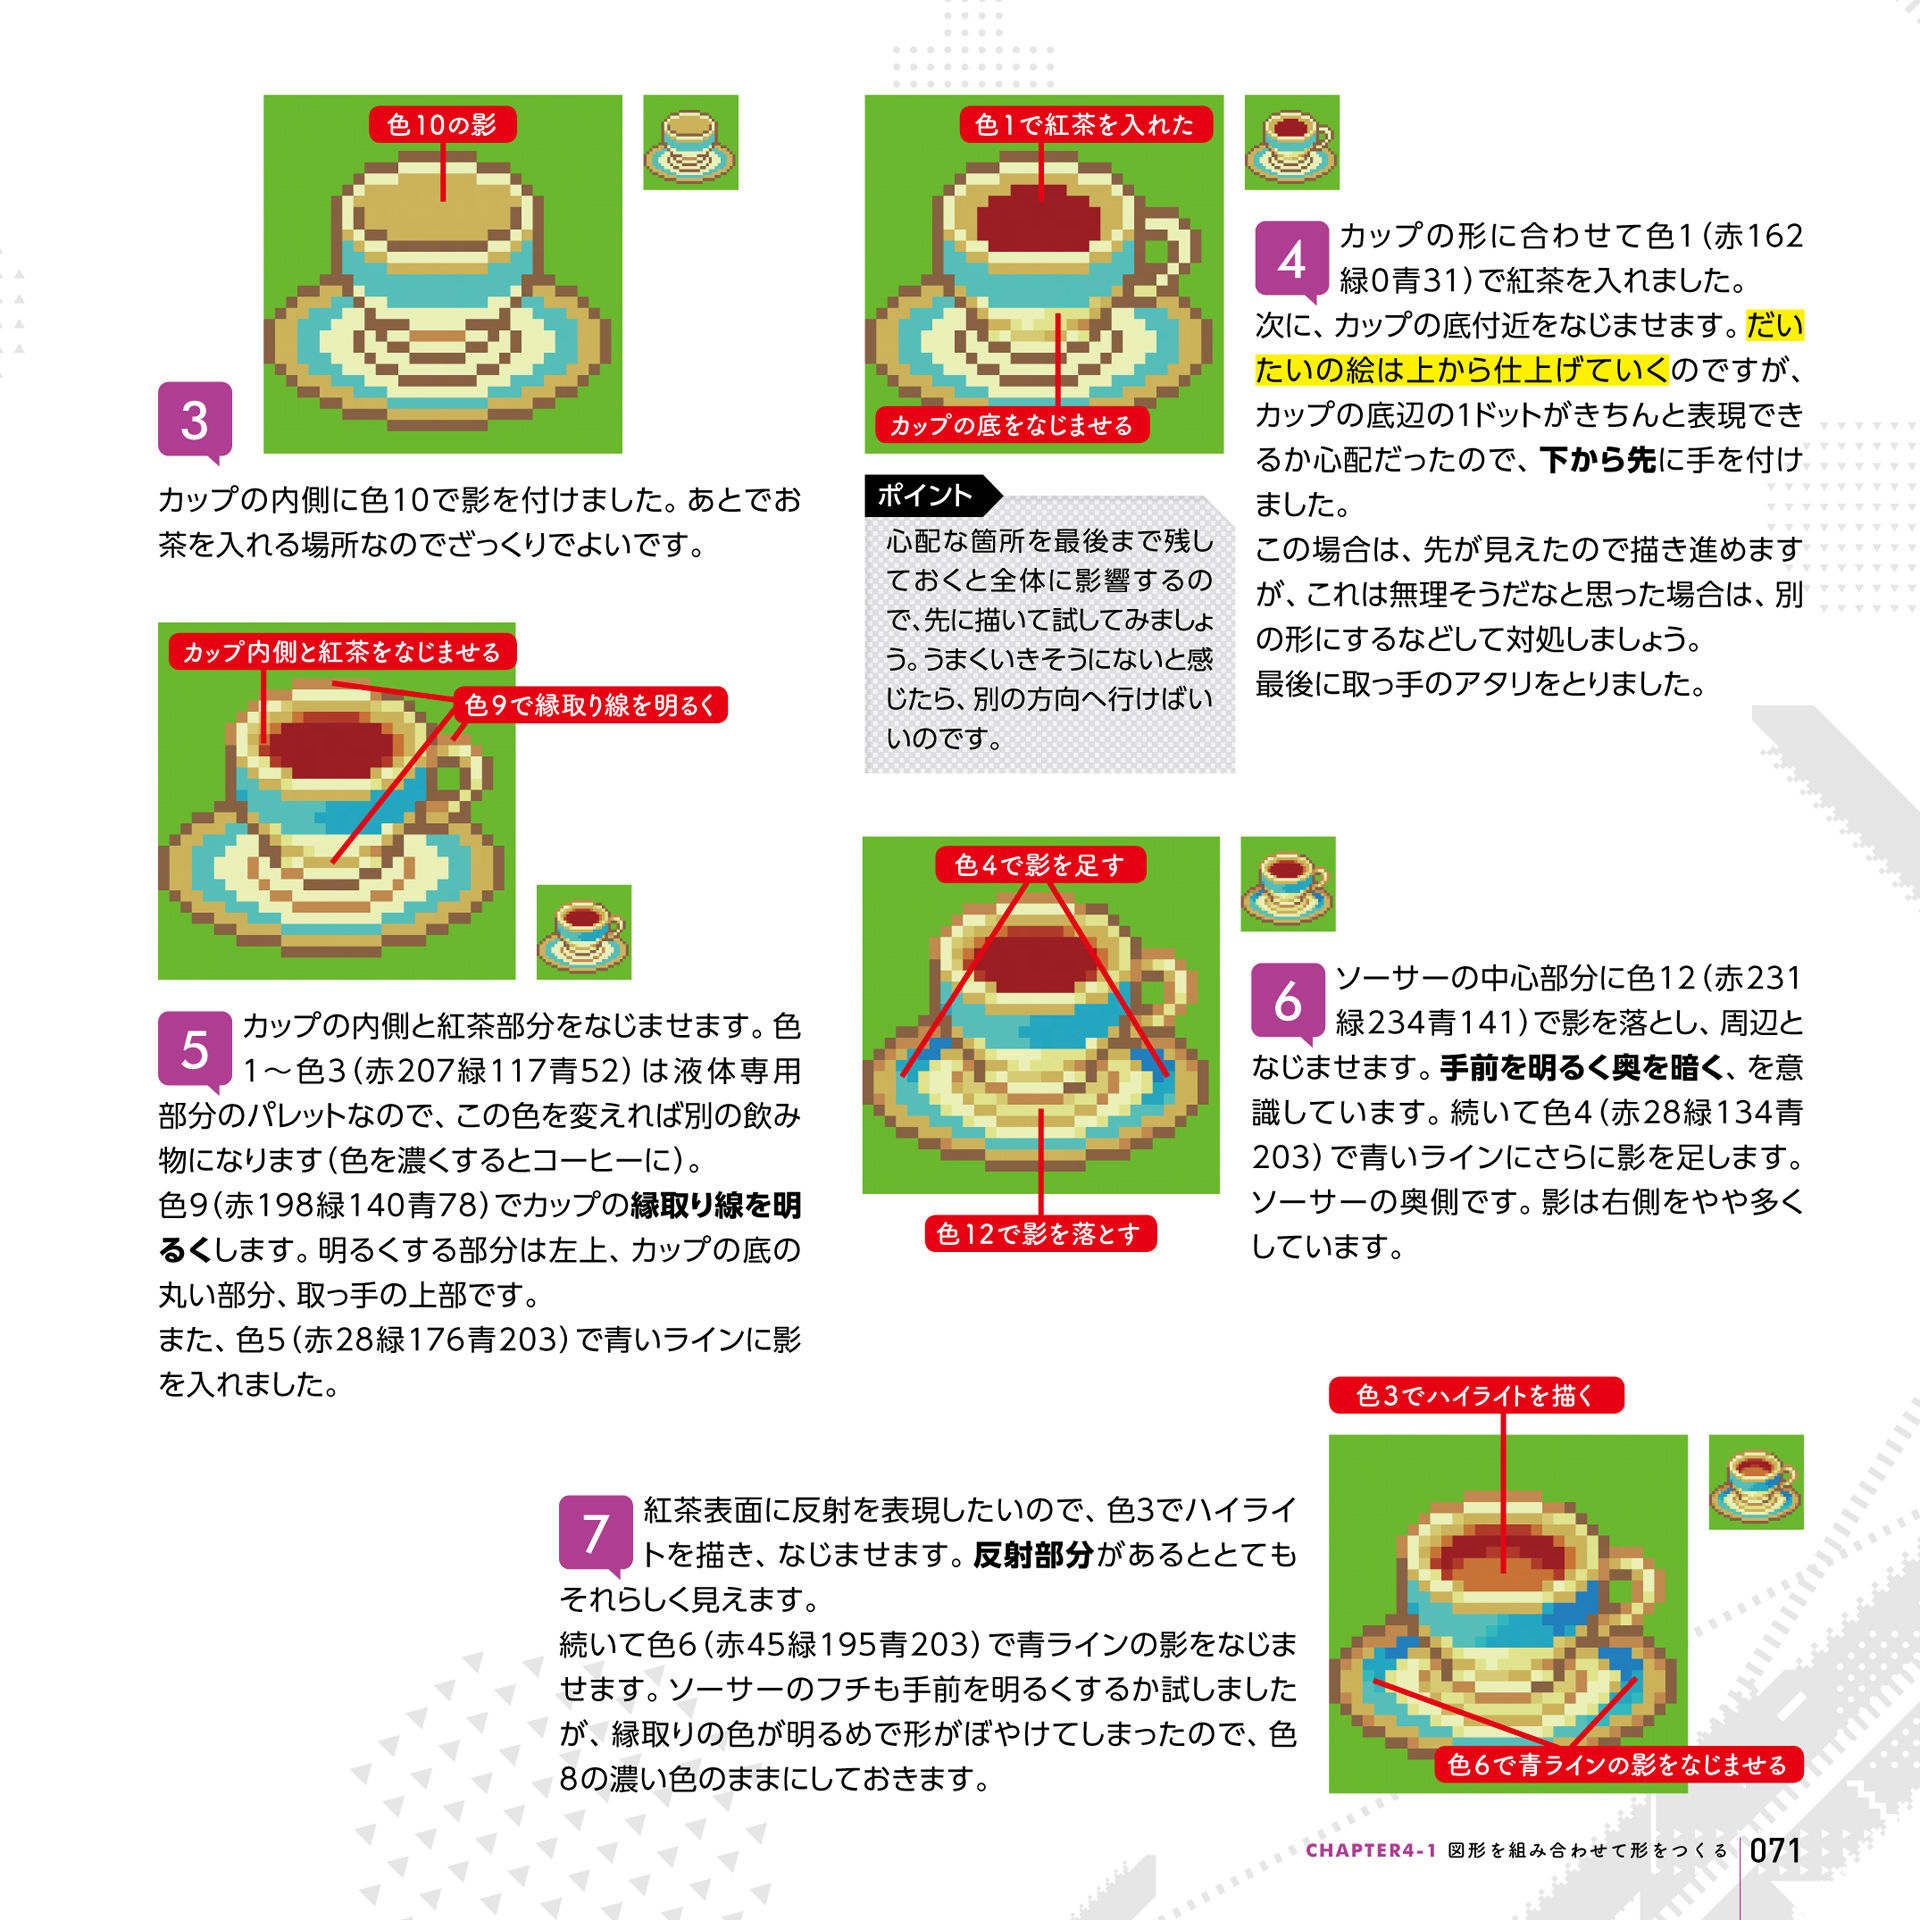 色10の影
3
カップの内側に色10で影を付けました。あとでお
茶を入れる場所なのでざっくりでよいです。
色1で紅茶を入れた
カップの底をなじませる
4
カップの形に合わせて色1（赤162
緑0青31）で紅茶を入れました。
次に、カップの底付近をなじませます。だい
たいの絵は上から仕上げていくのですが、
カップの底辺の1ドットがきちんと表現でき
るか心配だったので、下から先に手を付け
ました。
この場合は、先が見えたので描き進めます
が、これは無理そうだなと思った場合は、別
の形にするなどして対処しましょう。
最後に取っ手のアタリをとりました。
ポイント
心配な箇所を最後まで残し
ておくと全体に影響するの
で、先に描いて試してみましょ
う。うまくいきそうにないと感
じたら、別の方向へ行けばい
いのです。
カップ内側と紅茶をなじませる
色9で縁取り線を明るく
5
カップの内側と紅茶部分をなじませます。色
1～色3（赤207緑117青52）は液体専用
部分のパレットなので、この色を変えれば別の飲み
物になります（色を濃くするとコーヒーに）。
色9（赤198緑140青78）でカップの縁取り線を明
るくします。明るくする部分は左上、カップの底の
丸い部分、取っ手の上部です。
また、色5（赤28緑176青203）で青いラインに影
を入れました。
色4で影を足す
色12で影を落とす
6
ソーサーの中心部分に色12（赤231
緑234青141）で影を落とし、周辺と
なじませます。手前を明るく奥を暗く、を意
識しています。続いて色4（赤28緑134青
203）で青いラインにさらに影を足します。
ソーサーの奥側です。影は右側をやや多く
しています。
7
紅茶表面に反射を表現したいので、色3でハイライ
トを描き、なじませます。反射部分があるととても
それらしく見えます。
続いて色6（赤45緑195青203）で青ラインの影をなじま
せます。ソーサーのフチも手前を明るくするか試しました
が、縁取りの色が明るめで形がぼやけてしまったので、色
8の濃い色のままにしておきます。
色3でハイライトを描く
色6で青ラインの影をなじませる
CHAPTER4-1 図形を組み合わせて形をつくる 071